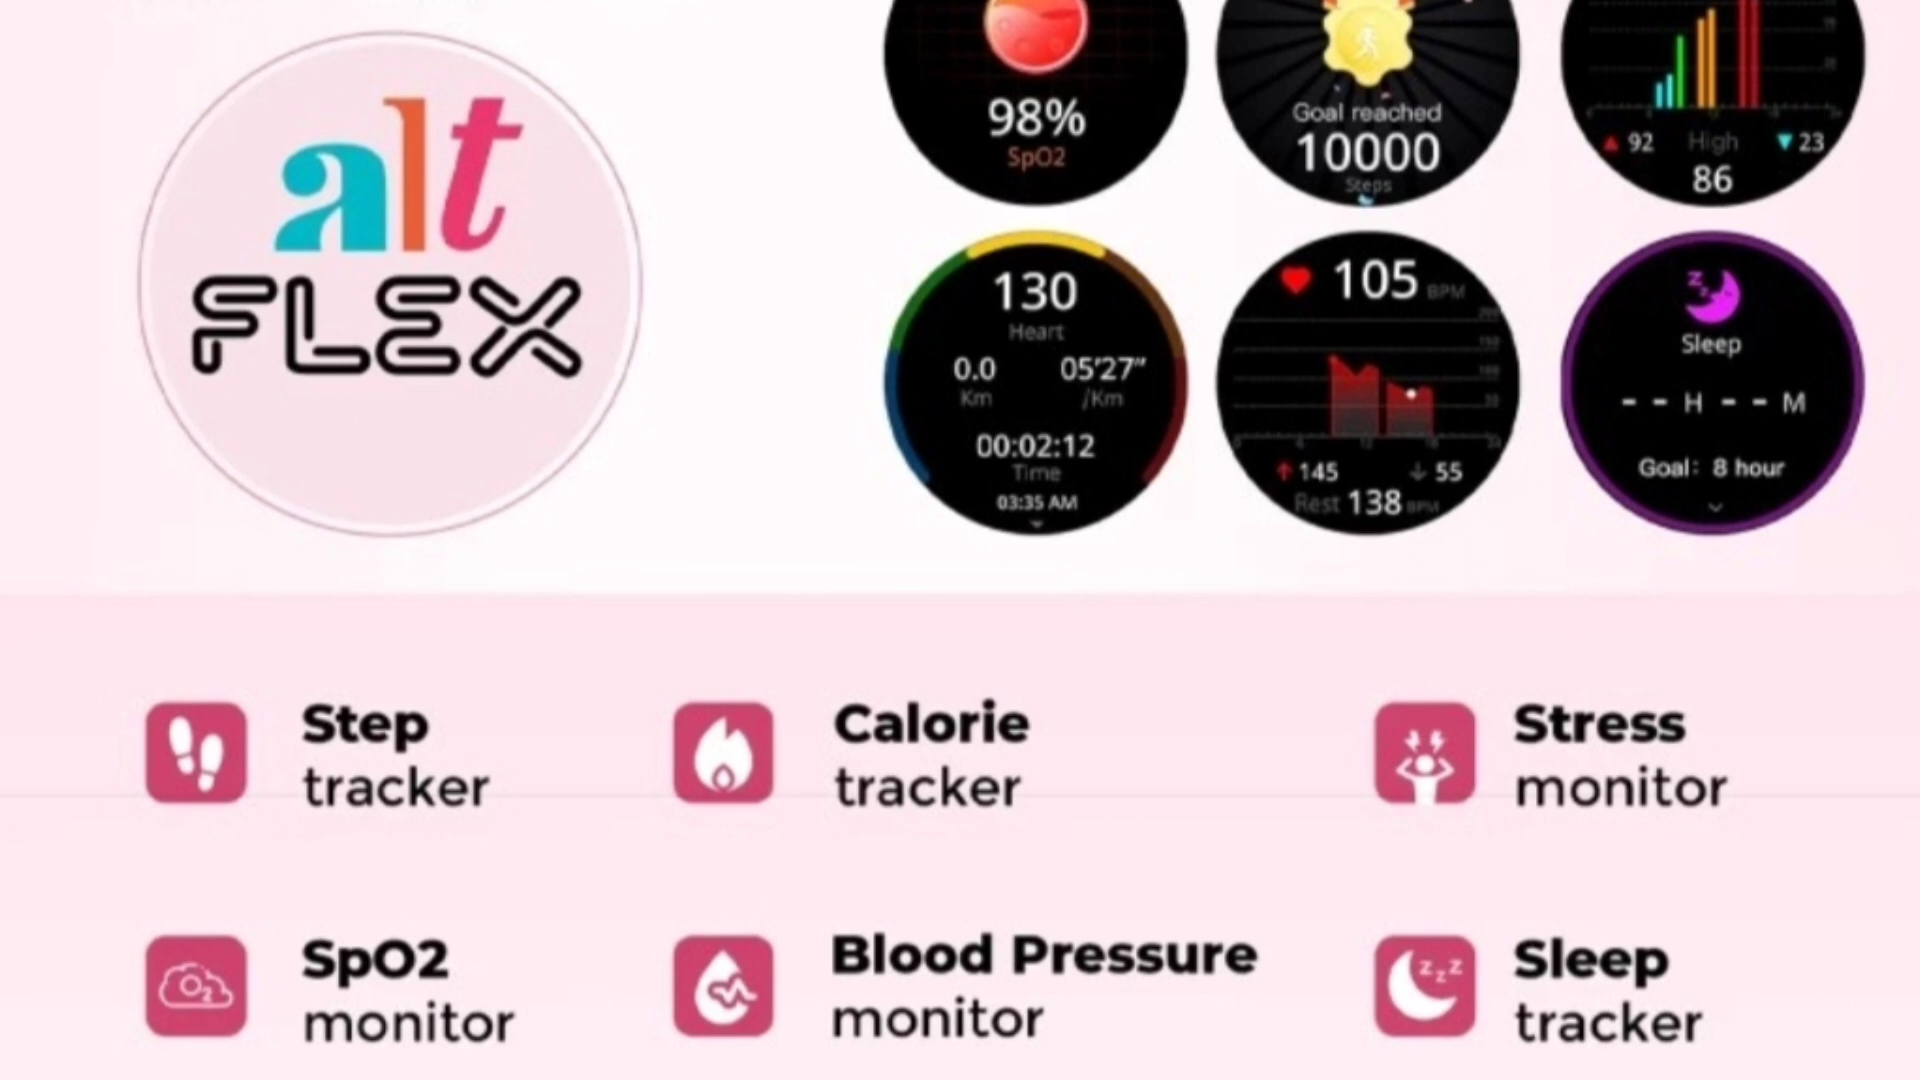 alt
FLEX
98%
SpO2
Goal reached
10000
Steps
92 High 23
86
130
Heart
0.0 05'27"
Km /Km
00:02:12
Time
03:35 AM
105 BPM
145 55
Rest 138 BPM
Sleep
-- H -- M
Goal: 8 hour
Step
tracker
Calorie
tracker
Stress
monitor
SpO2
monitor
Blood Pressure
monitor
Sleep
tracker